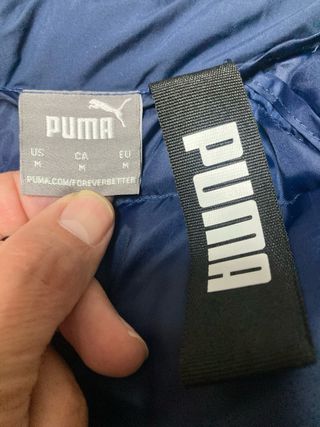 PUMA
US CA EU
M M M
PUMA.COM/FOREVERBETTER
PUMA